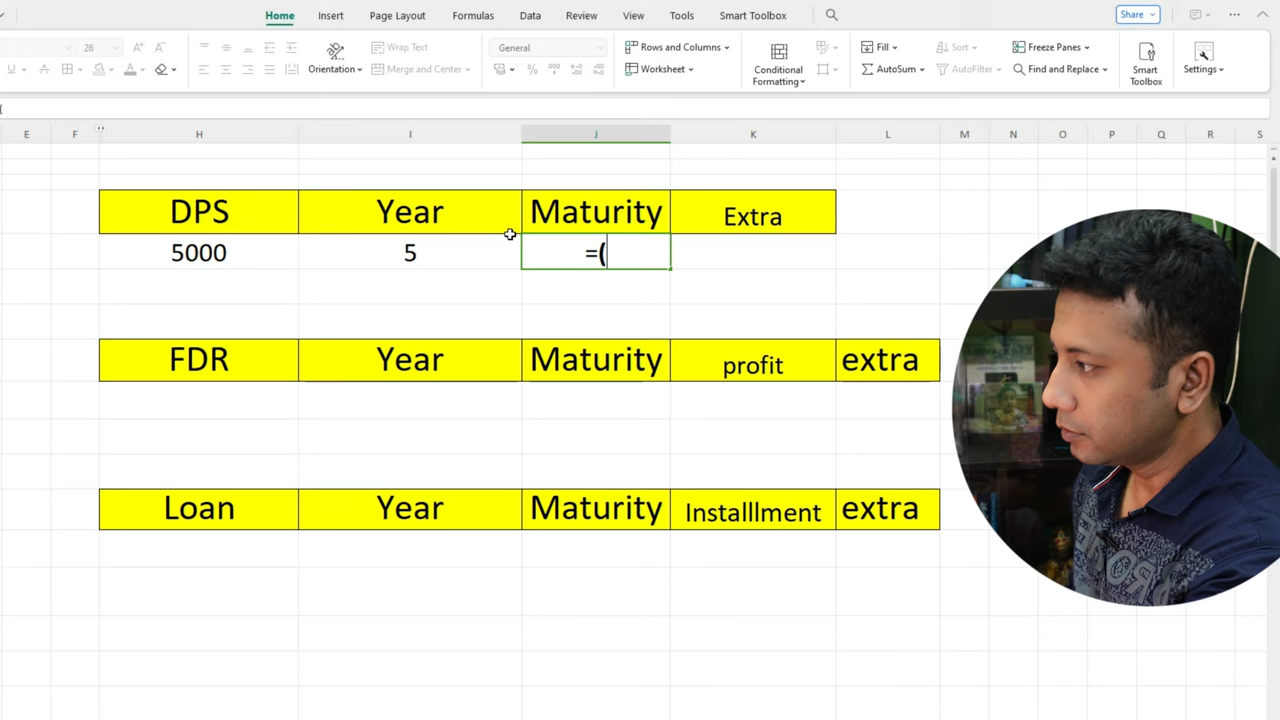 Home Insert Page Layout Formulas Data Review View Tools Smart Toolbox Share
26 A+ A- Wrap Text General Rows and Columns Fill Sort Freeze Panes
U A Orientation Merge and Center % Conditional Formatting Worksheet AutoSum AutoFilter Find and Replace Smart Toolbox Settings
(
E F H I J K L M N O P Q R S
DPS Year Maturity Extra
5000 5 =(
FDR Year Maturity profit extra
Loan Year Maturity Installlment extra